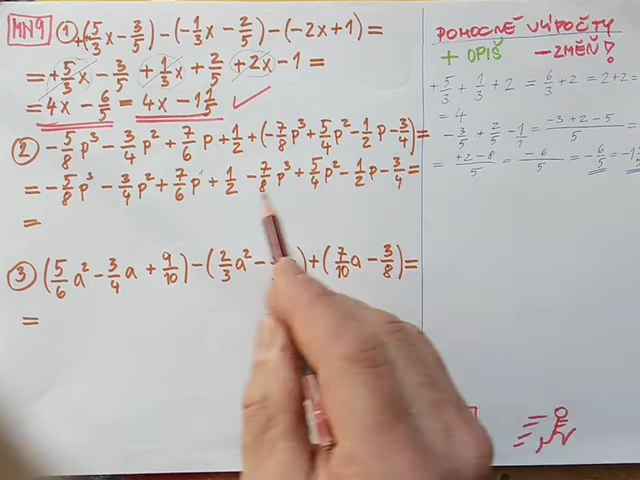 MN9
① +(5/3x - 3/5) - (-1/3x - 2/5) - (-2x + 1) =
= +5/3x - 3/5 + 1/3x + 2/5 + 2x - 1 =
= 4x - 6/5 = 4x - 1 1/5 ✓
② -5/8p³ - 3/4p² + 7/6p + 1/2 + (-7/8p³ + 5/4p² - 1/2p - 3/4) =
= -5/8p³ - 3/4p² + 7/6p + 1/2 - 7/8p³ + 5/4p² - 1/2p - 3/4 =
=
③ (5/6a² - 3/4a + 9/10) - (2/3a² - ) + (7/10a - 3/8) =
=
POMOCNÉ VÝPOČTY
+ OPIŠ - ZMĚŇ!
+5/3 + 1/3 + 2 = 6/3 + 2 = 2 + 2 =
= 4
-3/5 + 2/5 - 1/1 = -3 + 2 - 5/5 =
= +2 - 8/5 = -6/5 = -6/5 = -1